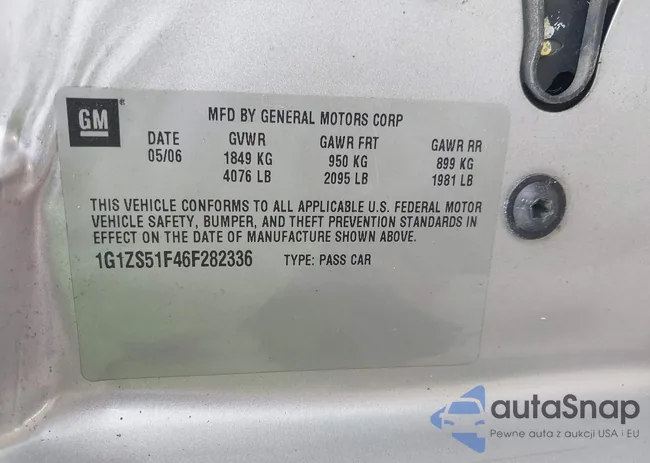 GM
MFD BY GENERAL MOTORS CORP
DATE GVWR GAWR FRT GAWR RR
05/06 1849 KG 950 KG 899 KG
4076 LB 2095 LB 1981 LB
THIS VEHICLE CONFORMS TO ALL APPLICABLE U.S. FEDERAL MOTOR
VEHICLE SAFETY, BUMPER, AND THEFT PREVENTION STANDARDS IN
EFFECT ON THE DATE OF MANUFACTURE SHOWN ABOVE.
1G1ZS51F46F282336 TYPE: PASS CAR
autaSnap
Pewne auta z aukcji USA i EU